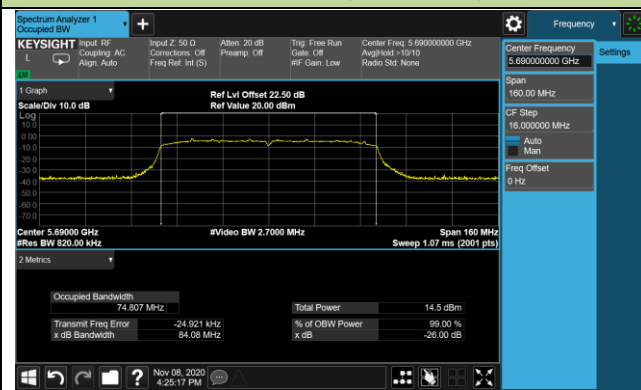 Spectrum Analyzer 1
Occupied BW
Frequency
KEYSIGHT
L
Input: RF
Coupling: AC
Align: Auto
Input Z: 50 Ω
Corrections: Off
Freq Ref: Int (S)
Atten: 20 dB
Preamp: Off
Trig: Free Run
Gate: Off
#IF Gain: Low
Center Freq: 5.690000000 GHz
Avg|Hold:>10/10
Radio Std: None
Center Frequency
5.690000000 GHz
Settings
Span
160.00 MHz
CF Step
16.000000 MHz
Auto
Man
Freq Offset
0 Hz
1 Graph
Scale/Div 10.0 dB
Ref Lvl Offset 22.50 dB
Ref Value 20.00 dBm
Log
10.0
0.00
-10.0
-20.0
-30.0
-40.0
-50.0
-60.0
-70.0
Center 5.69000 GHz
#Res BW 820.00 kHz
#Video BW 2.7000 MHz
Span 160 MHz
Sweep 1.07 ms (2001 pts)
2 Metrics
Occupied Bandwidth
74.807 MHz
Total Power 14.5 dBm
Transmit Freq Error -24.921 kHz
% of OBW Power 99.00 %
x dB Bandwidth 84.08 MHz
x dB -26.00 dB
?
Nov 08, 2020
4:25:17 PM